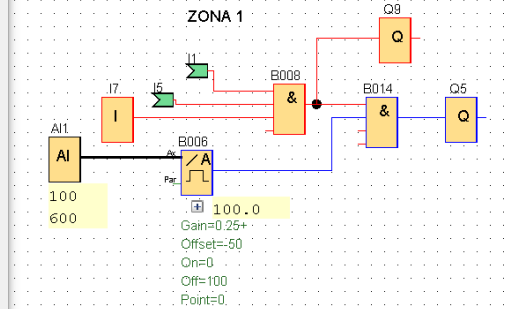 Q9
ZONA 1
Q
I1
B008
I7
I5
B014
Q5
I
&
&
Q
AI1
B006
AI
Ax
/A
Par
100
600
100.0
Gain=0.25+
Offset=-50
On=0
Off=100
Point=0